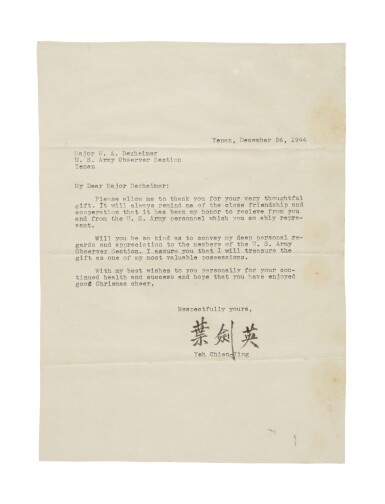 Yenan, December 26, 1944
Major W. A. Dexheimer
U. S. Army Observer Section
Yenan
My Dear Major Dexheimer:
Please allow me to thank you for your very thoughtful
gift. It will always remind me of the close friendship and
cooperation that it has been my honor to recieve from you
and from the U. S. Army personnel which you so ably repre-
sent.
Will you be so kind as to convey my deep personal re-
gards and appreciation to the members of the U. S. Army
Observer Section. I assure you that I will treasure the
gift as one of my most valuable possessions.
With my best wishes to you personally for your con-
tinued health and success and hope that you have enjoyed
good Chrismas cheer.
Respectfully yours,
葉劍英
Yeh Chien-Ying